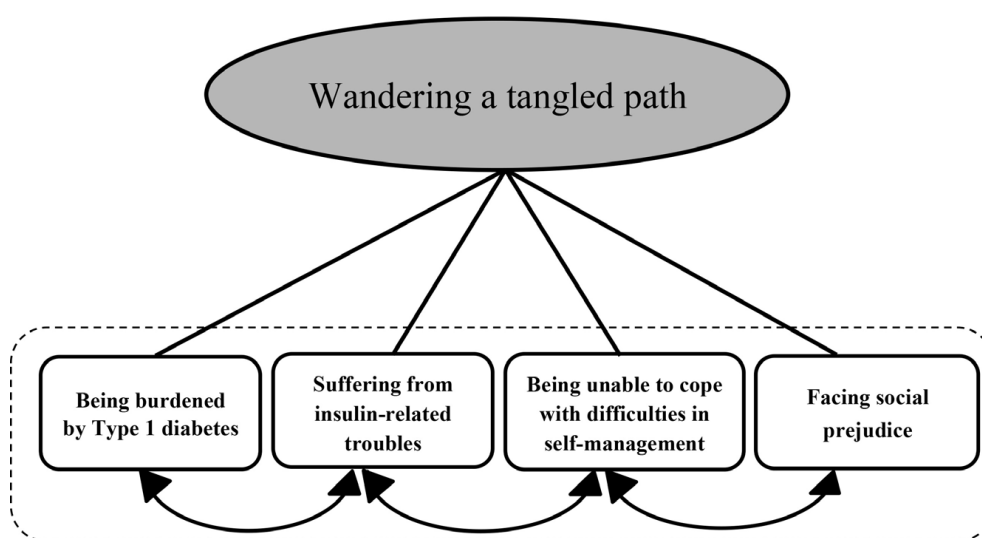 Wandering a tangled path
Being burdened
by Type 1 diabetes
Suffering from
insulin-related
troubles
Being unable to cope
with difficulties in
self-management
Facing social
prejudice